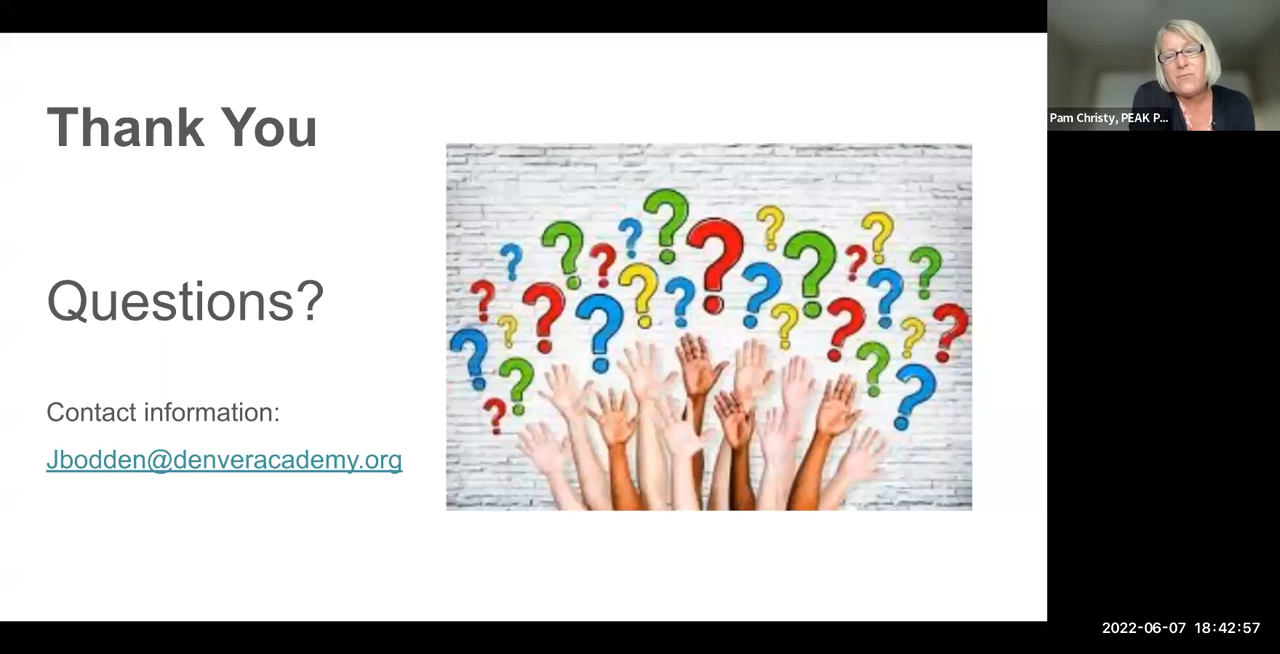 Thank You
Questions?
Contact information:
Jbodden@denveracademy.org
Pam Christy, PEAK P...
2022-06-07 18:42:57